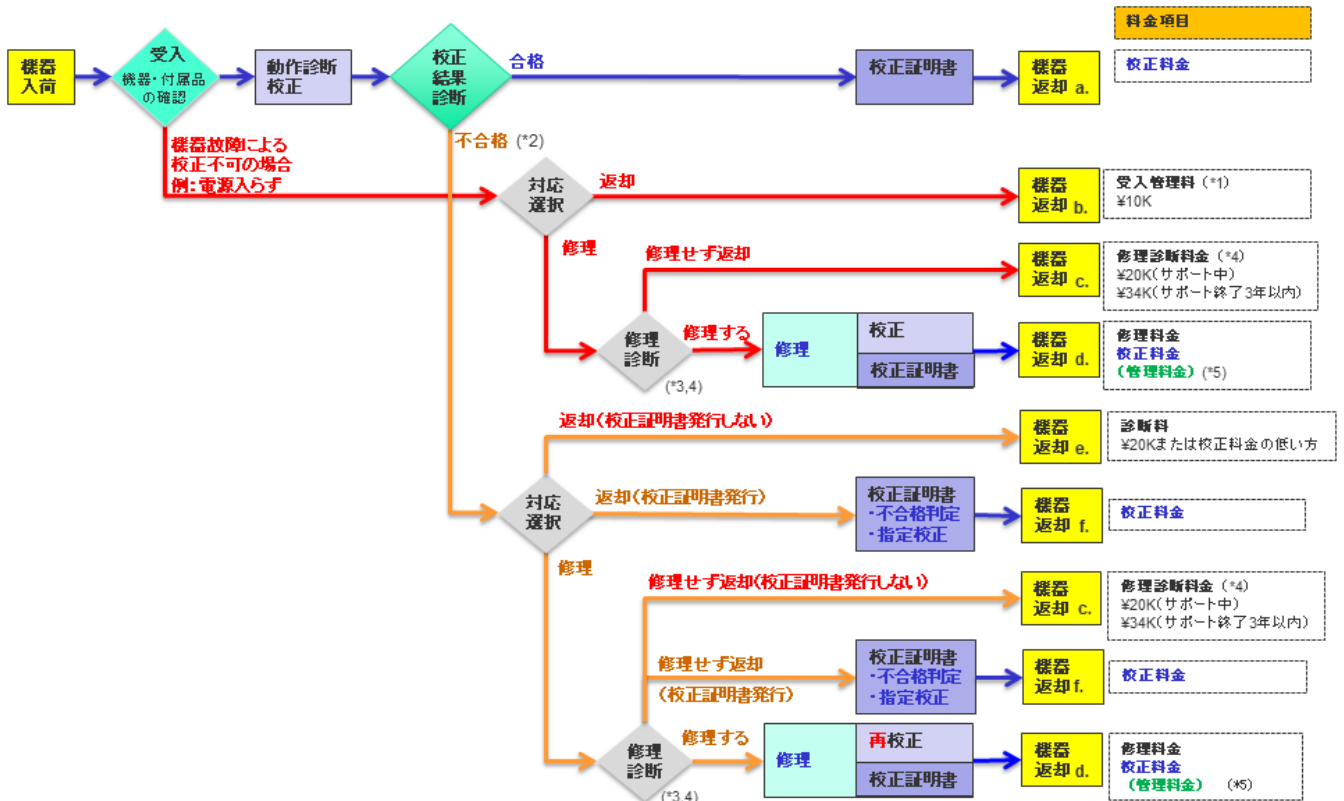 料金項目
機器
入荷
受入
機器・付属品
の確認
動作診断
校正
校正
結果
診断
合格
校正証明書
機器
返却 a.
校正料金
機器故障による
校正不可の場合
例：電源入らず
不合格 (*2)
対応
選択
返却
機器
返却 b.
受入管理料 (*1)
¥10K
修理
修理せず返却
機器
返却 c.
修理診断料金 (*4)
¥20K(サポート中)
¥34K(サポート終了3年以内)
修理
診断
(*3,4)
修理する
修理
校正
校正証明書
機器
返却 d.
修理料金
校正料金
(管理料金) (*5)
返却(校正証明書発行しない)
機器
返却 e.
診断料
¥20Kまたは校正料金の低い方
対応
選択
返却(校正証明書発行)
校正証明書
・不合格判定
・指定校正
機器
返却 f.
校正料金
修理
修理せず返却(校正証明書発行しない)
機器
返却 c.
修理診断料金 (*4)
¥20K(サポート中)
¥34K(サポート終了3年以内)
修理せず返却
(校正証明書発行)
校正証明書
・不合格判定
・指定校正
機器
返却f.
校正料金
修理
診断
(*3,4)
修理する
修理
再校正
校正証明書
機器
返却 d.
修理料金
校正料金
(管理料金) (*5)